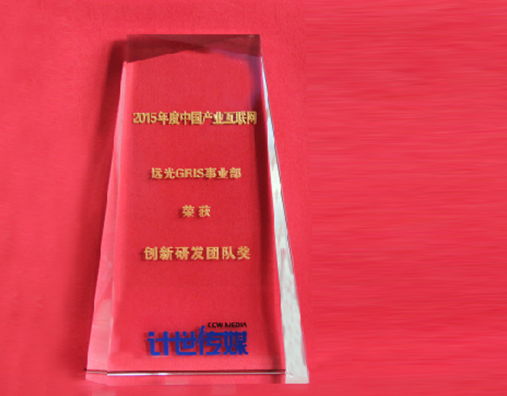 2015年度中国产业互联网
远光GRIS事业部
荣获
创新研发团队奖
CCW MEDIA
计世传媒